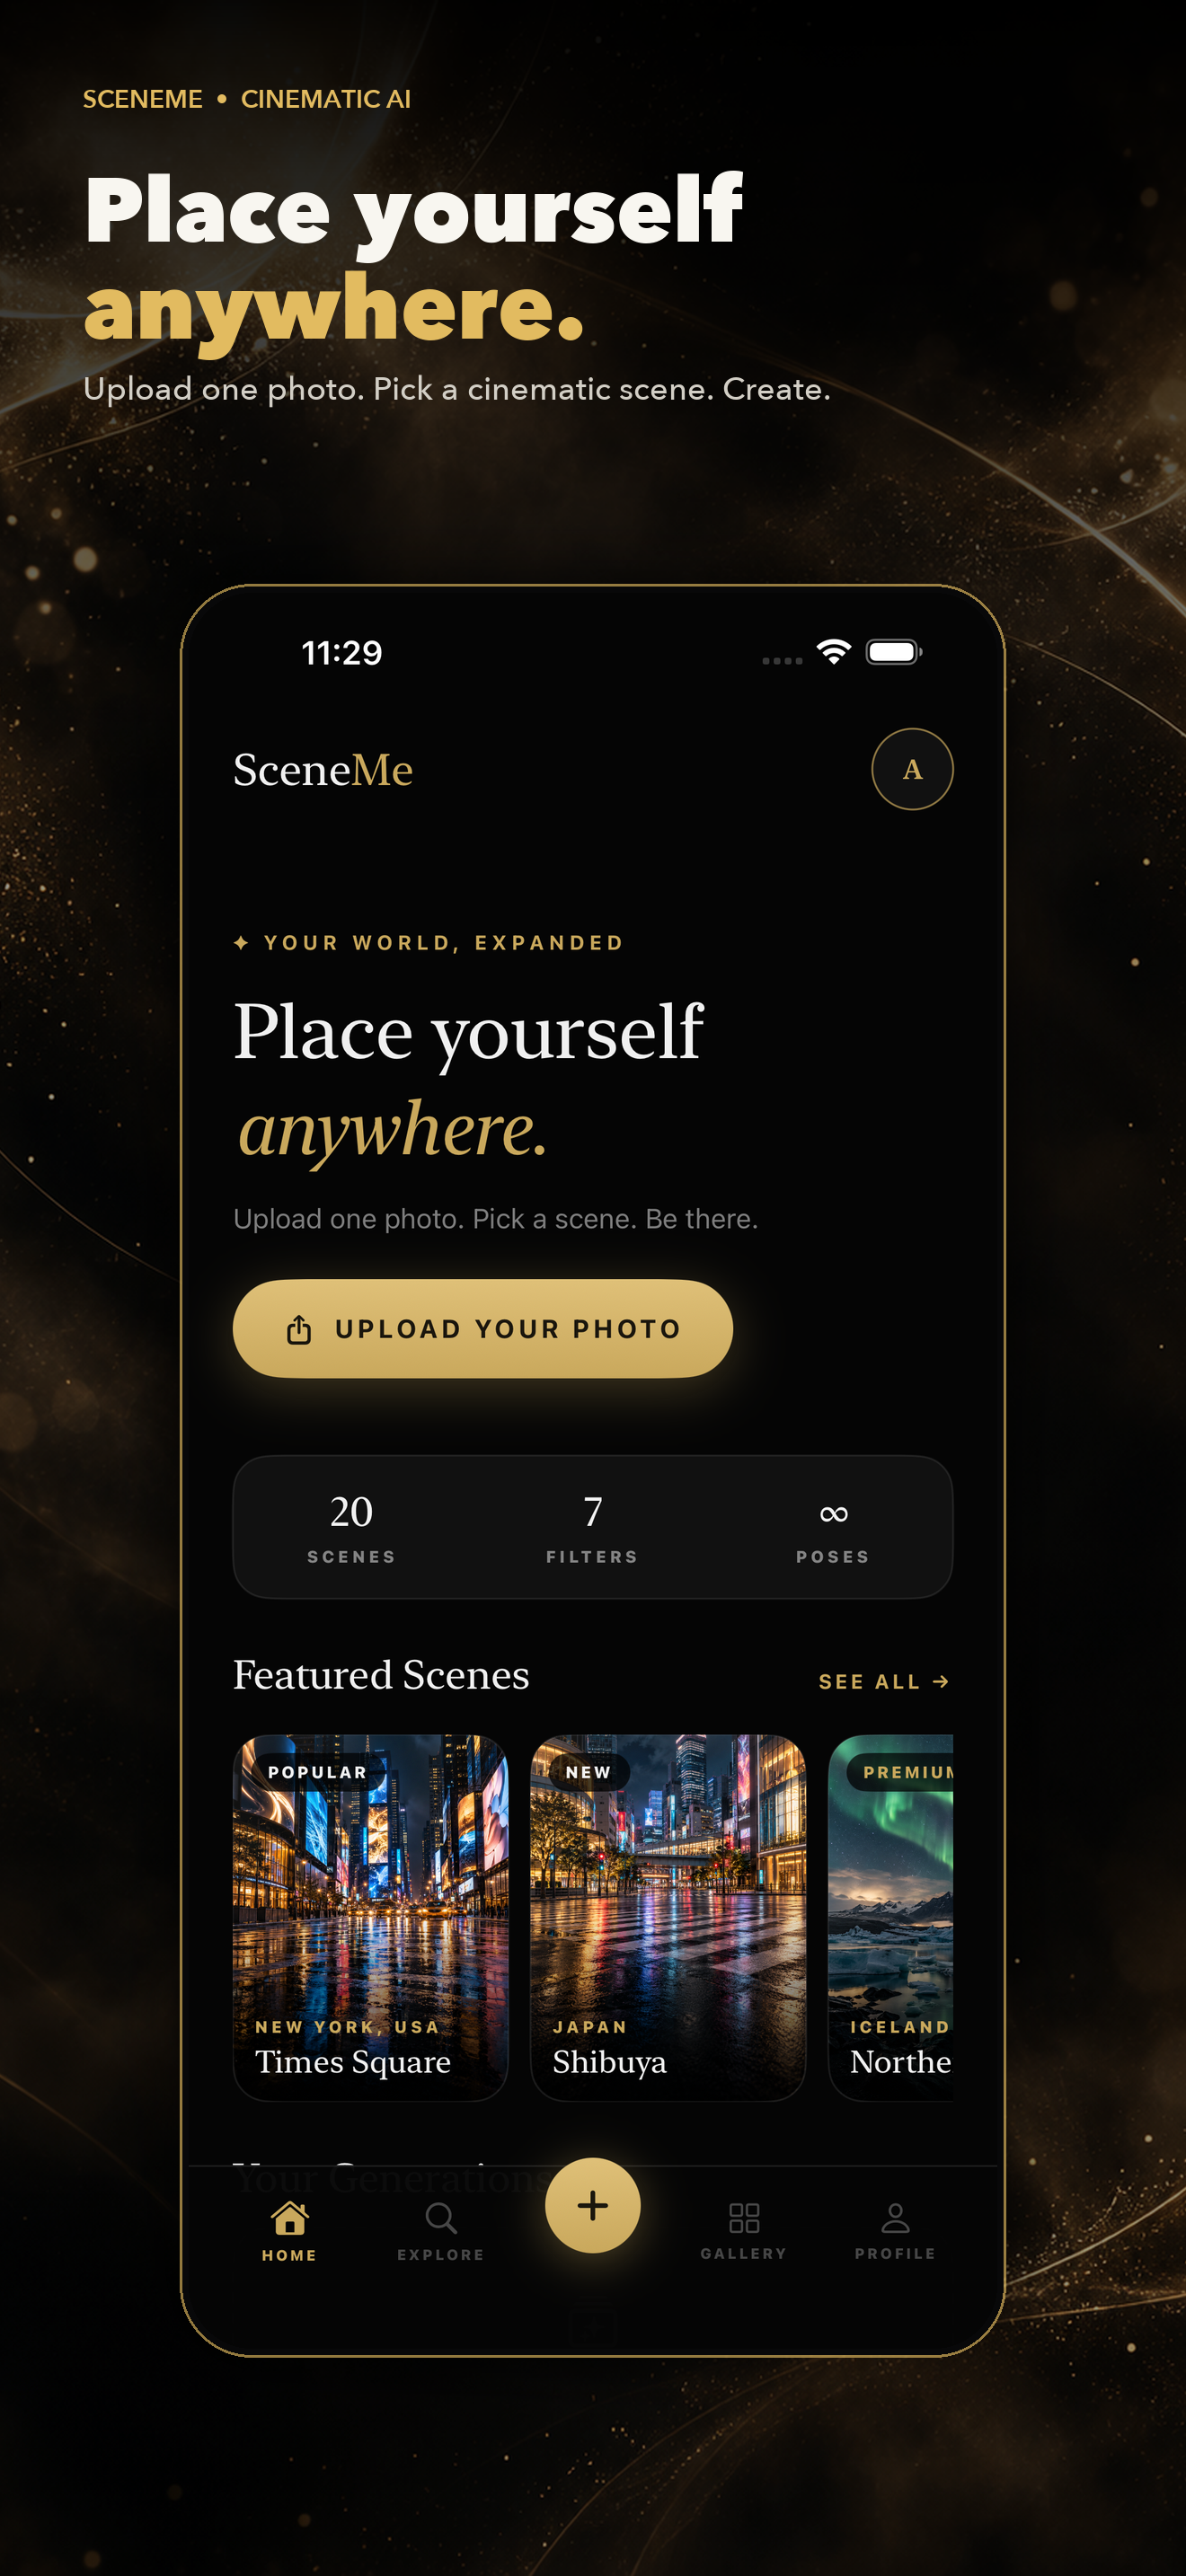 SCENEME • CINEMATIC AI
Place yourself
anywhere.
Upload one photo. Pick a cinematic scene. Create.
11:29
SceneMe
A
✦ YOUR WORLD, EXPANDED
Place yourself
anywhere.
Upload one photo. Pick a scene. Be there.
UPLOAD YOUR PHOTO
20 7 ∞
SCENES FILTERS POSES
Featured Scenes SEE ALL →
POPULAR NEW PREMIUM
NEW YORK, USA JAPAN ICELAND
Times Square Shibuya Northe
Your Generations
HOME EXPLORE + GALLERY PROFILE